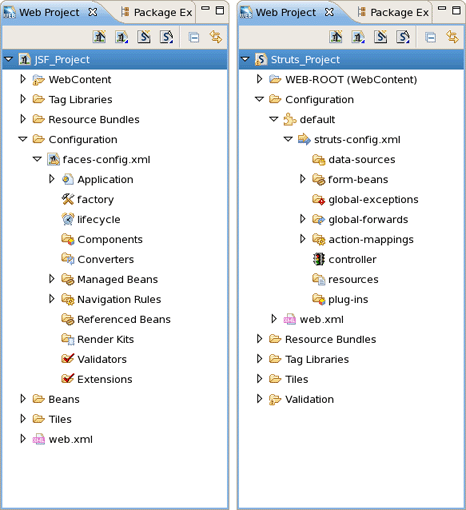 Web Project
Package Ex
JSF_Project
WebContent
Tag Libraries
Resource Bundles
Configuration
faces-config.xml
Application
factory
lifecycle
Components
Converters
Managed Beans
Navigation Rules
Referenced Beans
Render Kits
Validators
Extensions
Beans
Tiles
web.xml
Web Project
Package Ex
Struts_Project
WEB-ROOT (WebContent)
Configuration
default
struts-config.xml
data-sources
form-beans
global-exceptions
global-forwards
action-mappings
controller
resources
plug-ins
web.xml
Resource Bundles
Tag Libraries
Tiles
Validation